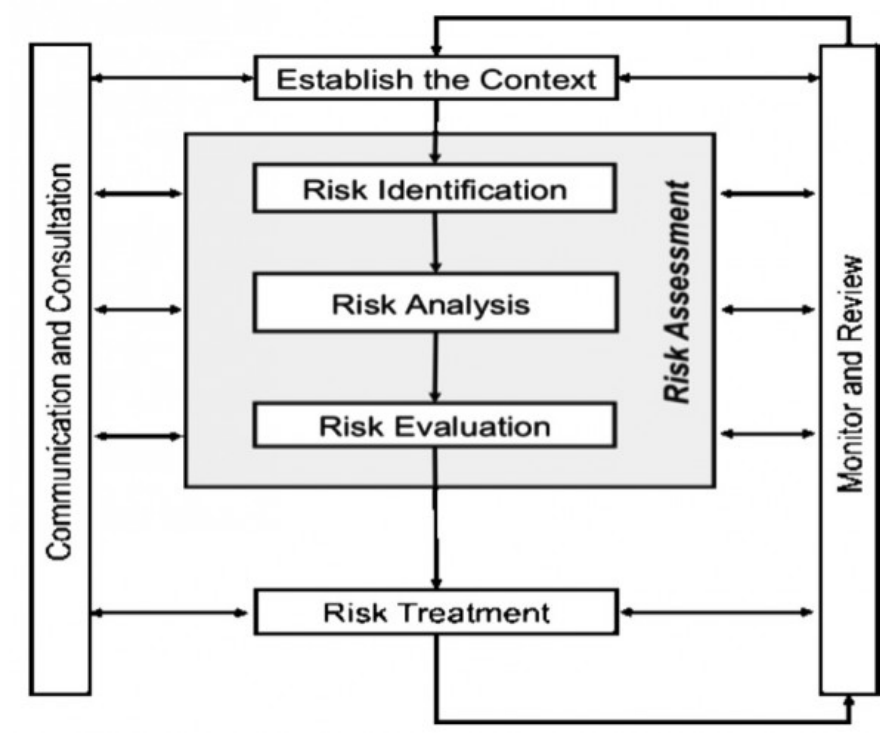 Establish the Context
Communication and Consultation
Risk Identification
Risk Analysis
Risk Evaluation
Risk Assessment
Monitor and Review
Risk Treatment